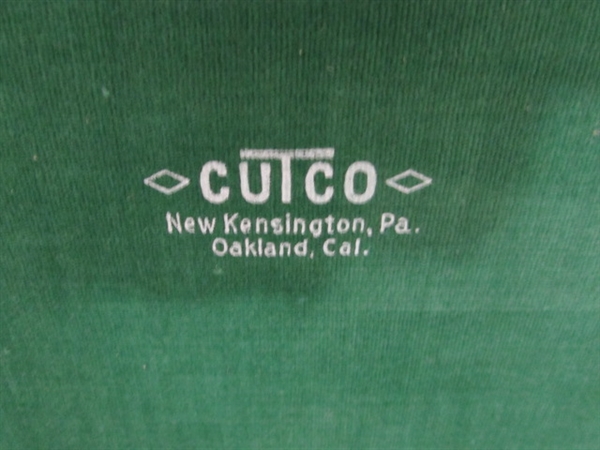 CUTCO
New Kensington, Pa.
Oakland, Cal.